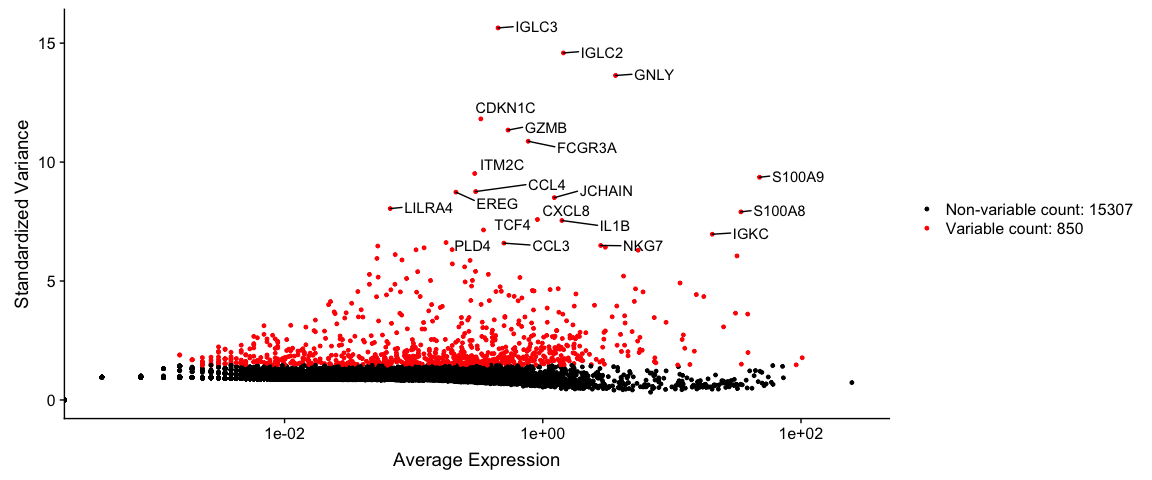 Standardized Variance
15
10
5
0
IGLC3
IGLC2
GNLY
CDKN1C
GZMB
FCGR3A
ITM2C
CCL4
S100A9
JCHAIN
EREG
LILRA4
CXCL8
S100A8
TCF4
IL1B
IGKC
PLD4
CCL3
NKG7
1e-02
1e+00
1e+02
Average Expression
Non-variable count: 15307
Variable count: 850